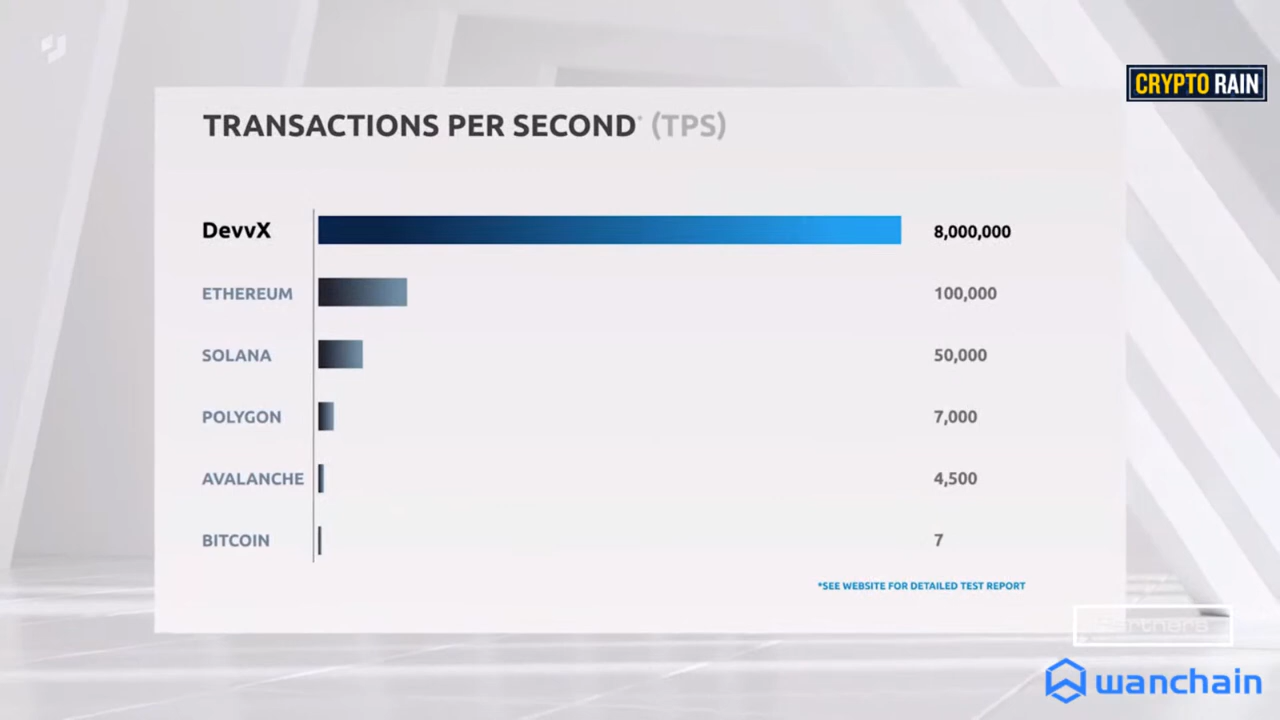 CRYPTO RAIN
TRANSACTIONS PER SECOND* (TPS)
DevvX 8,000,000
ETHEREUM 100,000
SOLANA 50,000
POLYGON 7,000
AVALANCHE 4,500
BITCOIN 7
*SEE WEBSITE FOR DETAILED TEST REPORT
Partners
wanchain